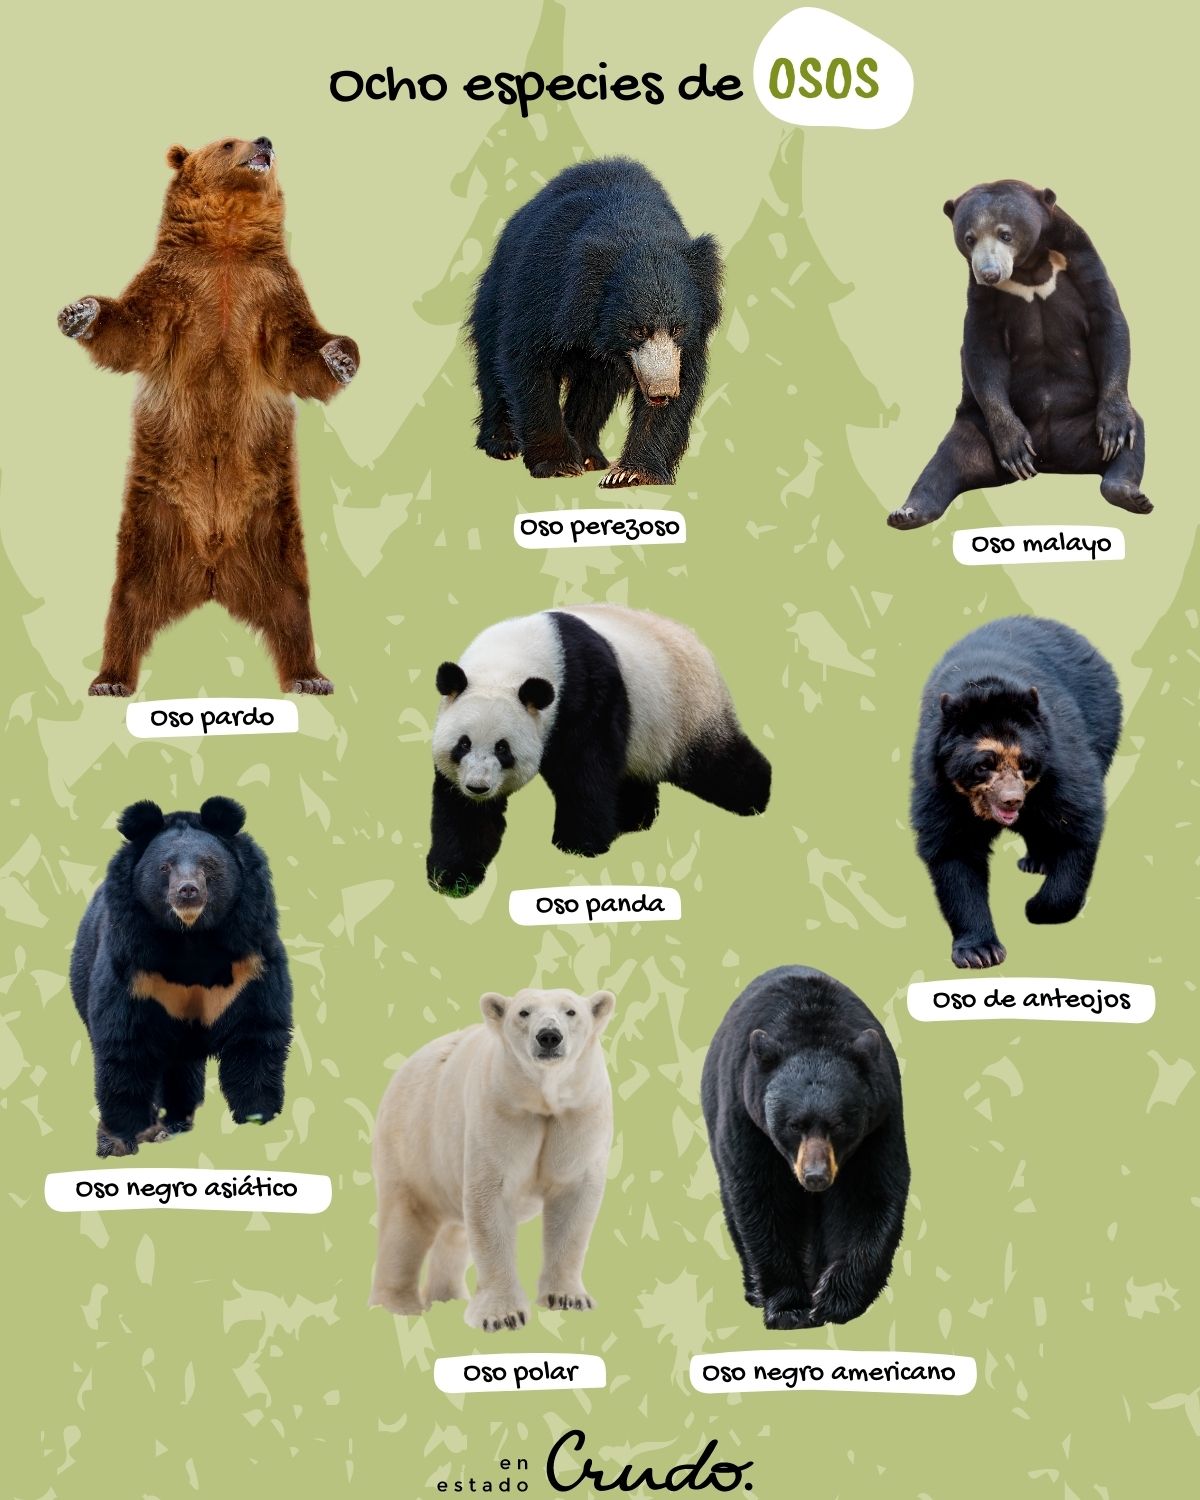 Ocho especies de OSOS
Oso perezoso
Oso malayo
Oso pardo
Oso panda
Oso de anteojos
Oso negro asiático
Oso polar
Oso negro americano
en
estado
Crudo.